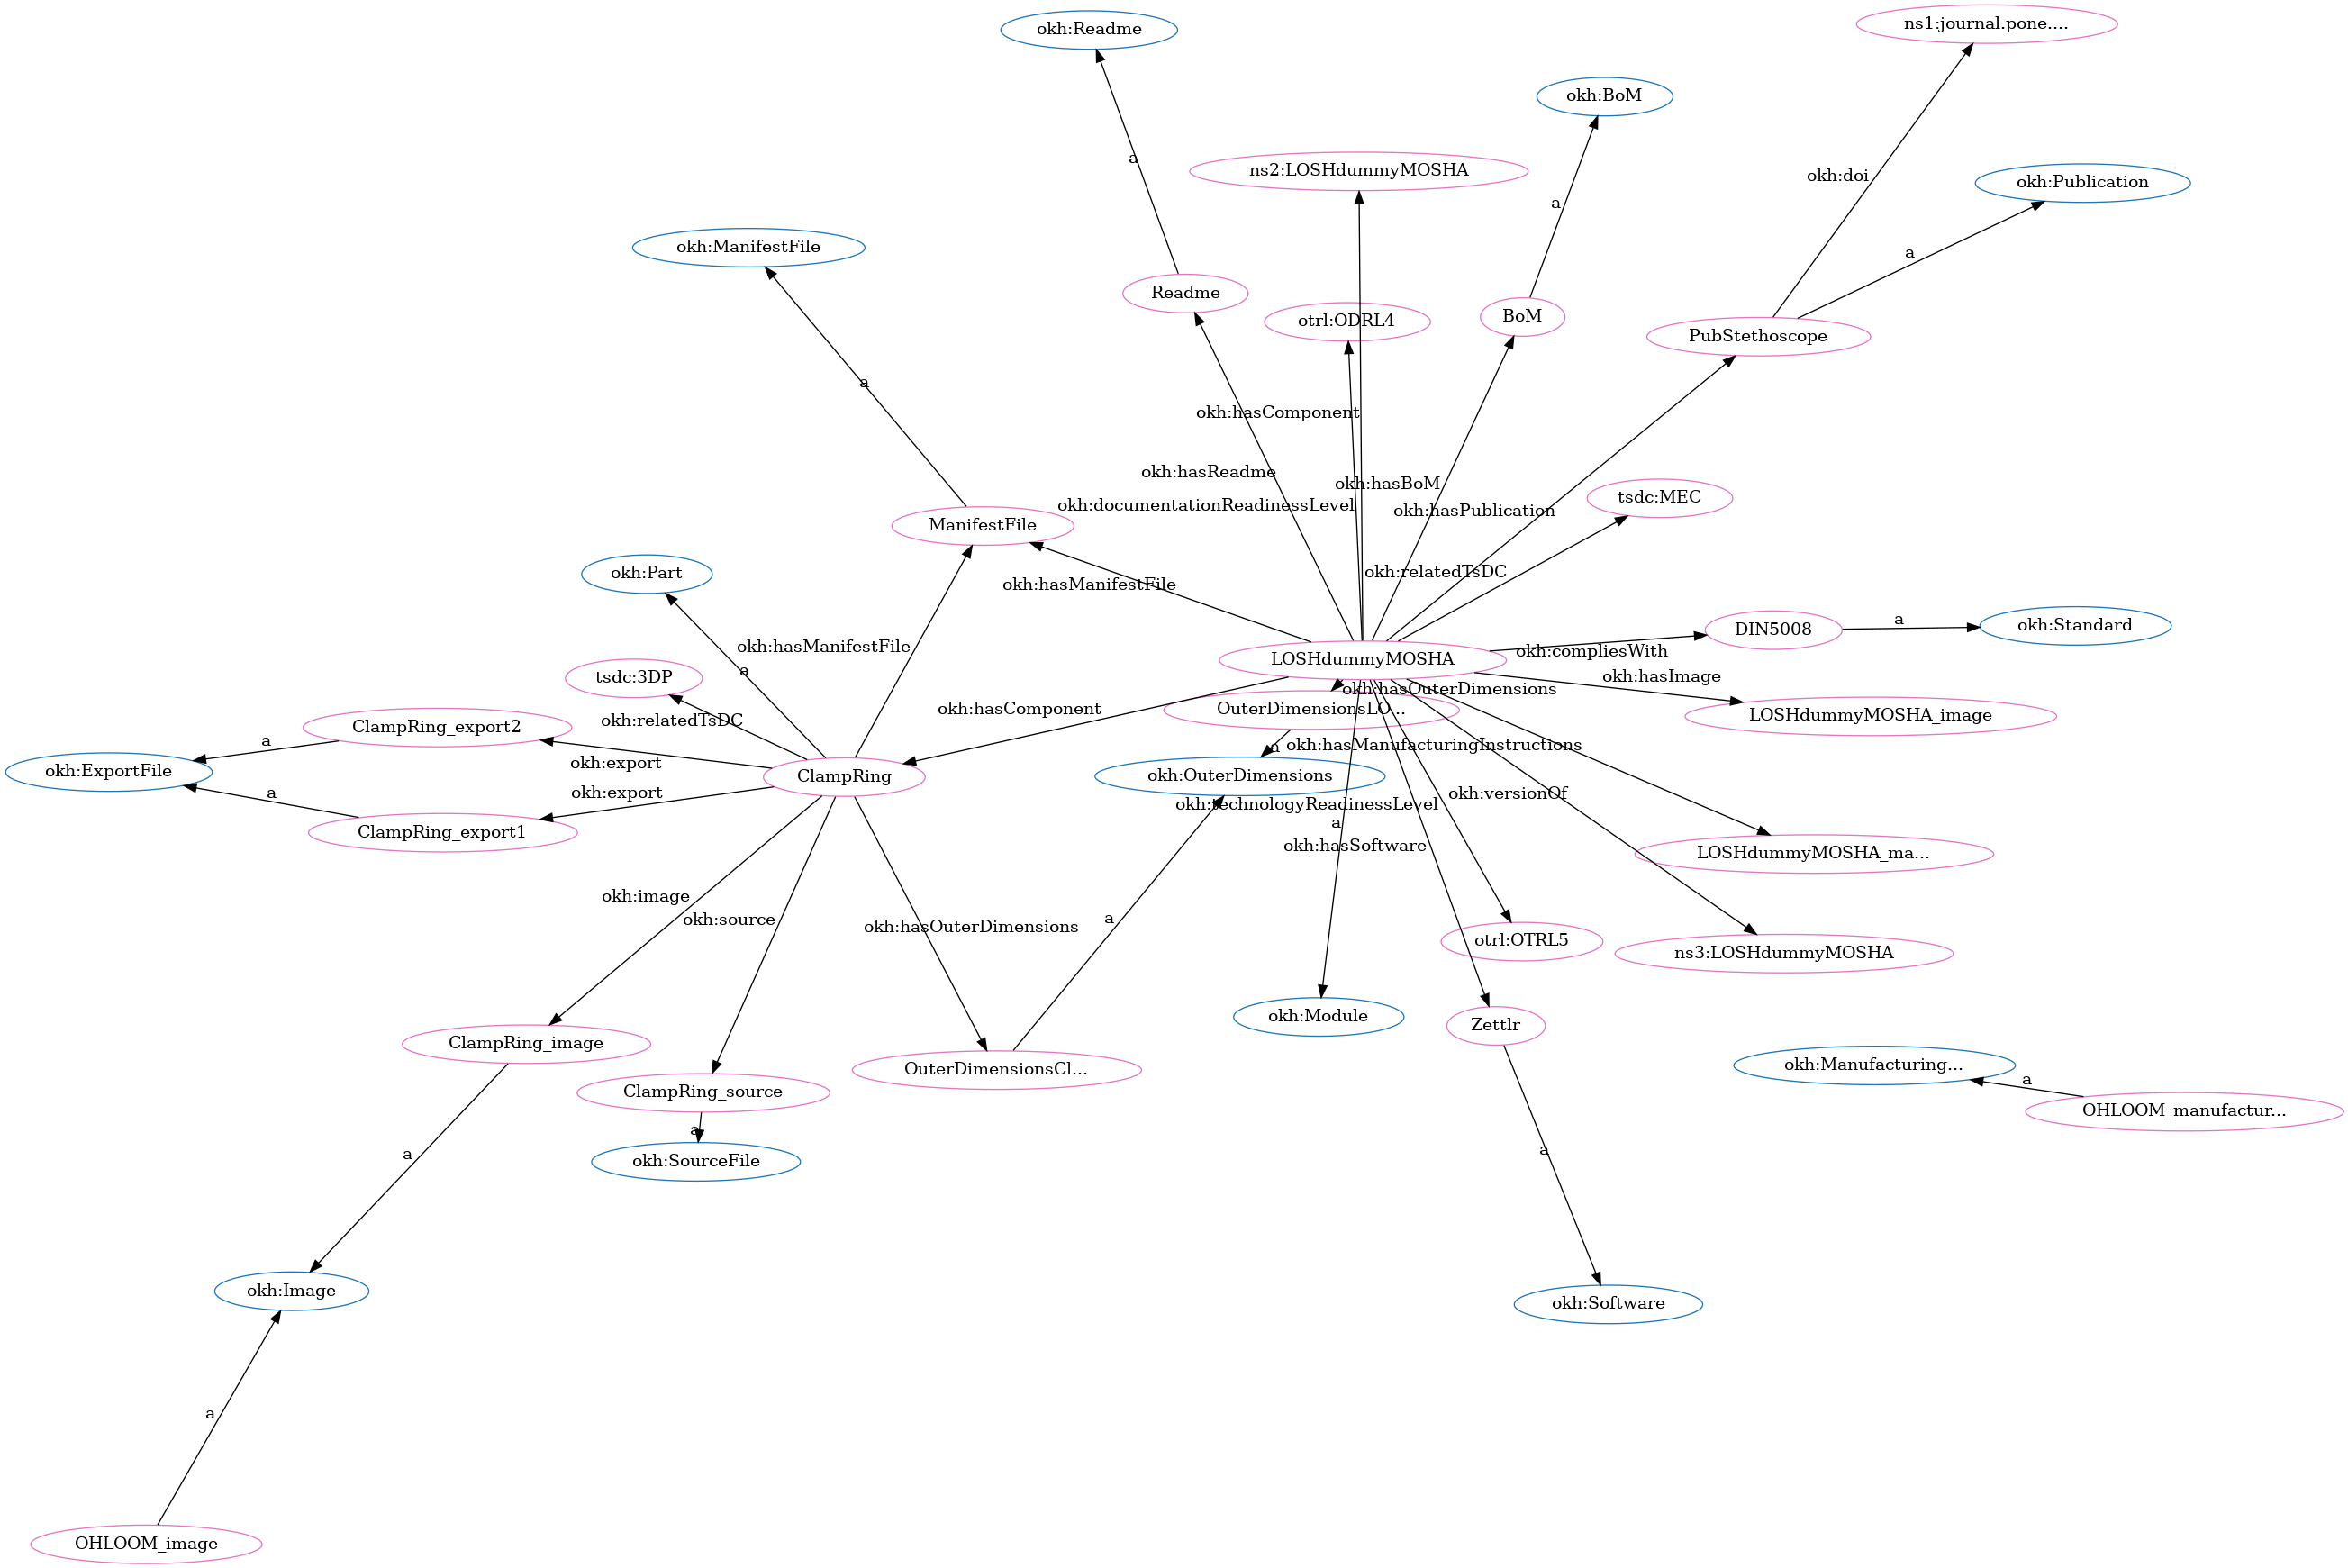 ns1:journal.pone....
okh:Readme
okh:BoM
a
ns2:LOSHdummyMOSHA
okh:doi
okh:Publication
a
okh:ManifestFile
a
Readme
otrl:ODRL4
BoM
PubStethoscope
a
okh:hasComponent
okh:hasReadme
okh:hasBoM
tsdc:MEC
okh:documentationReadinessLevel
okh:hasPublication
ManifestFile
okh:Part
okh:hasManifestFile
okh:relatedTsDC
DIN5008
a
okh:Standard
okh:hasManifestFile
a
LOSHdummyMOSHA
okh:compliesWith
tsdc:3DP
okh:hasImage
okh:hasOuterDimensions
okh:hasComponent
OuterDimensionsLO...
LOSHdummyMOSHA_image
okh:relatedTsDC
ClampRing_export2
a
a
okh:hasManufacturingInstructions
okh:export
okh:ExportFile
ClampRing
okh:OuterDimensions
a
okh:export
okh:technologyReadinessLevel
okh:versionOf
a
ClampRing_export1
okh:hasSoftware
LOSHdummyMOSHA_ma...
okh:image
okh:source
okh:hasOuterDimensions
a
otrl:OTRL5
ns3:LOSHdummyMOSHA
okh:Module
Zettlr
ClampRing_image
OuterDimensionsCl...
okh:Manufacturing...
a
ClampRing_source
OHLOOM_manufactur...
a
a
okh:SourceFile
a
okh:Image
okh:Software
a
OHLOOM_image